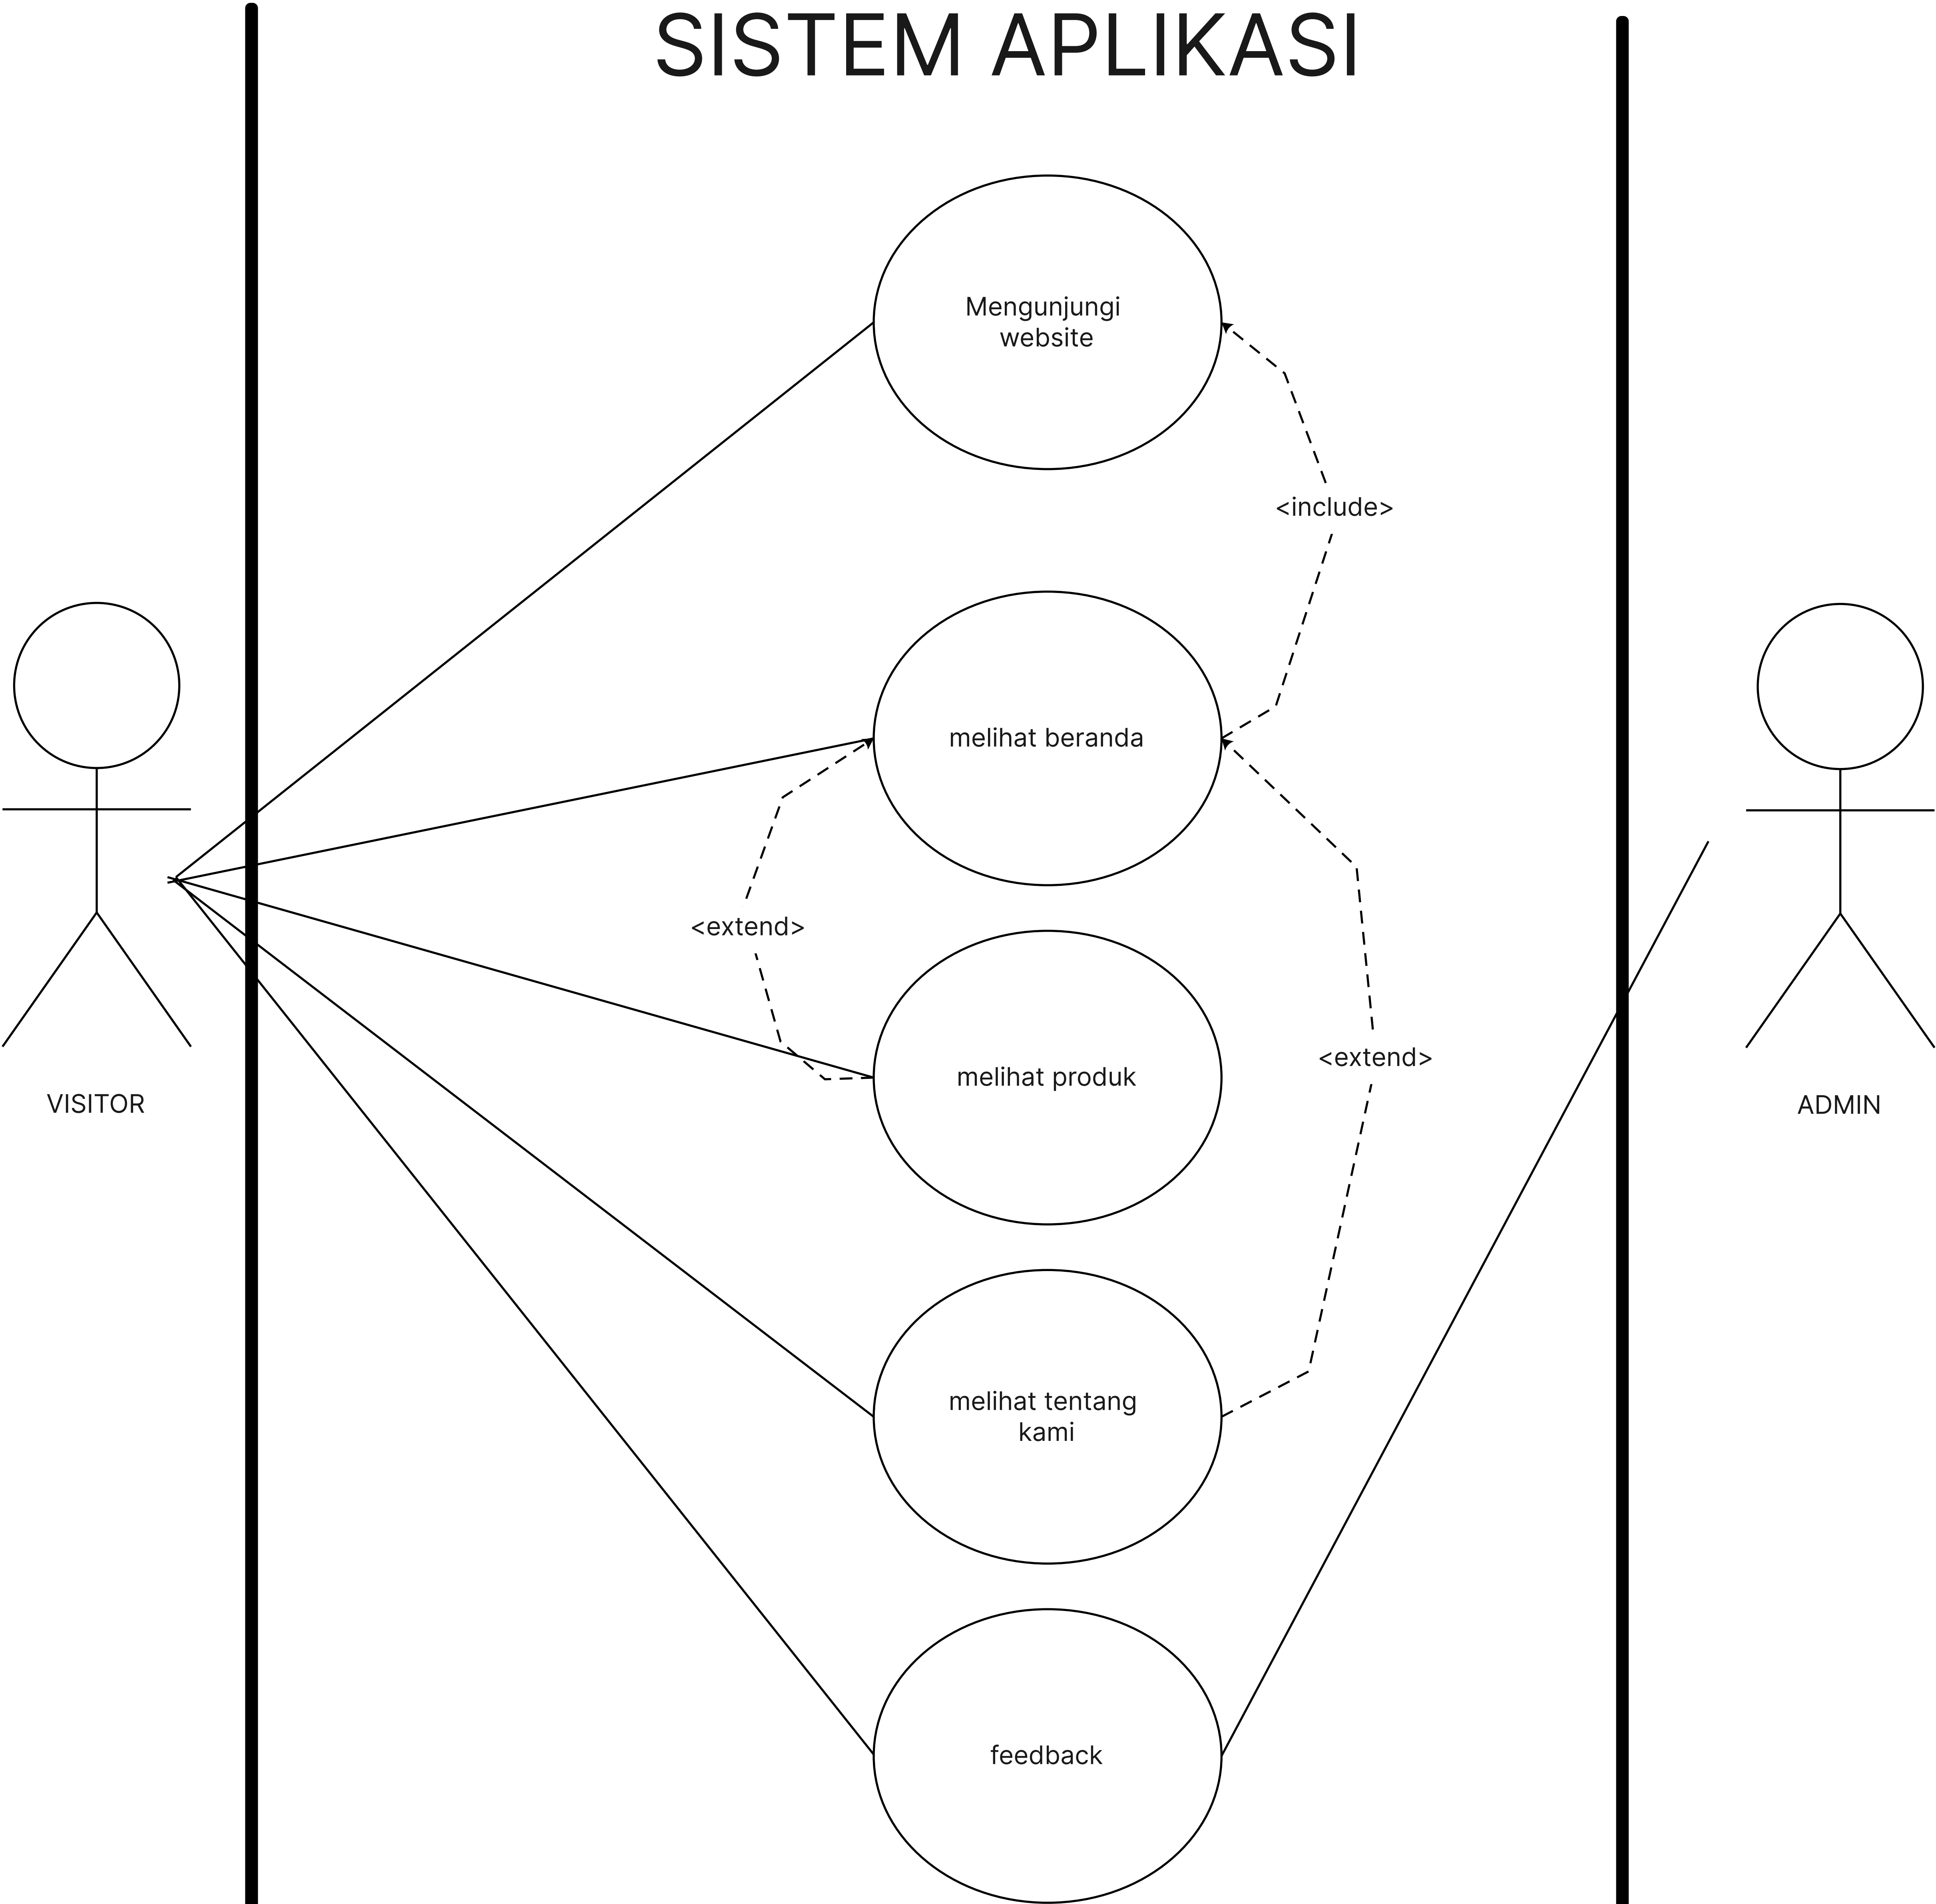 SISTEM APLIKASI
Mengunjungi
website
<include>
melihat beranda
<extend>
<extend>
melihat produk
VISITOR
ADMIN
melihat tentang
kami
feedback